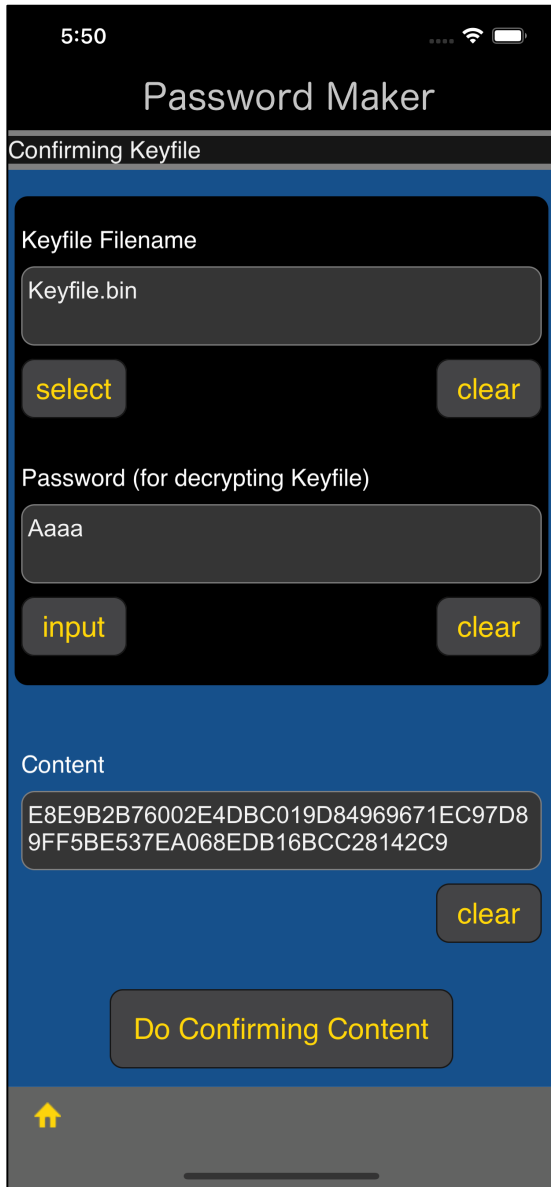 5:50
Password Maker
Confirming Keyfile
Keyfile Filename
Keyfile.bin
select
clear
Password (for decrypting Keyfile)
Aaaa
input
clear
Content
E8E9B2B76002E4DBC019D84969671EC97D8
9FF5BE537EA068EDB16BCC28142C9
clear
Do Confirming Content